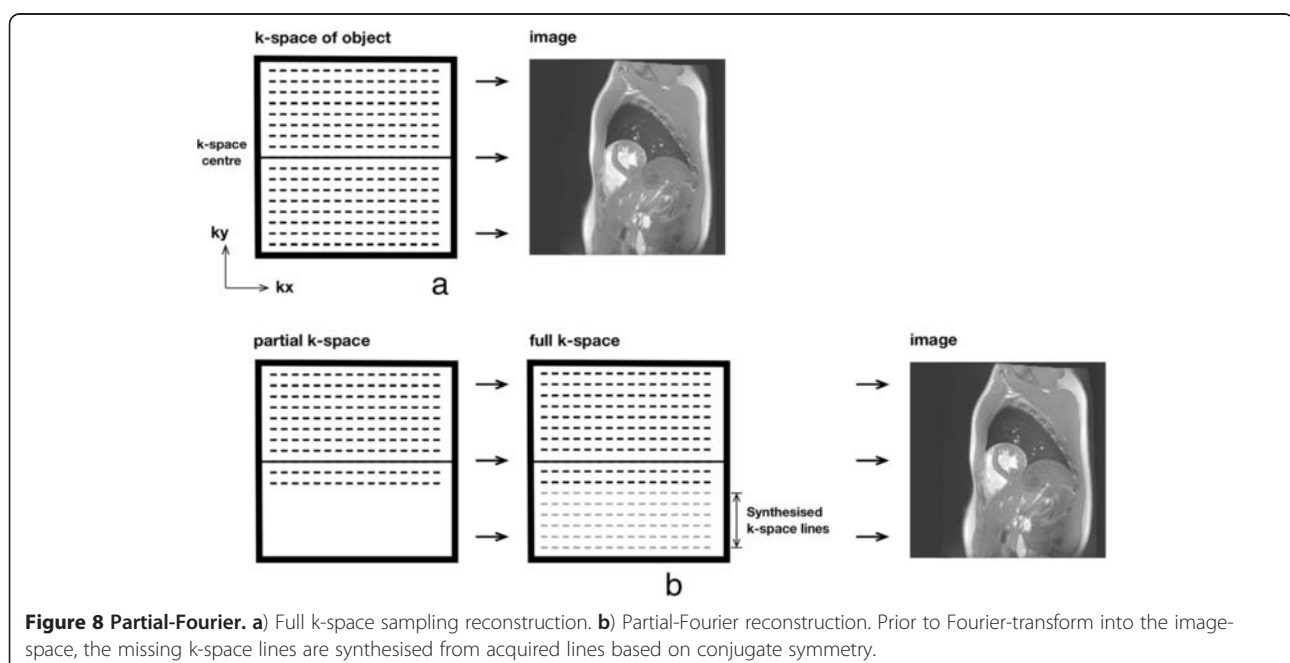 k-space of object
image
k-space
centre
ky
kx
a
partial k-space
full k-space
image
Synthesised
k-space lines
b
Figure 8 Partial-Fourier. a) Full k-space sampling reconstruction. b) Partial-Fourier reconstruction. Prior to Fourier-transform into the image-
space, the missing k-space lines are synthesised from acquired lines based on conjugate symmetry.